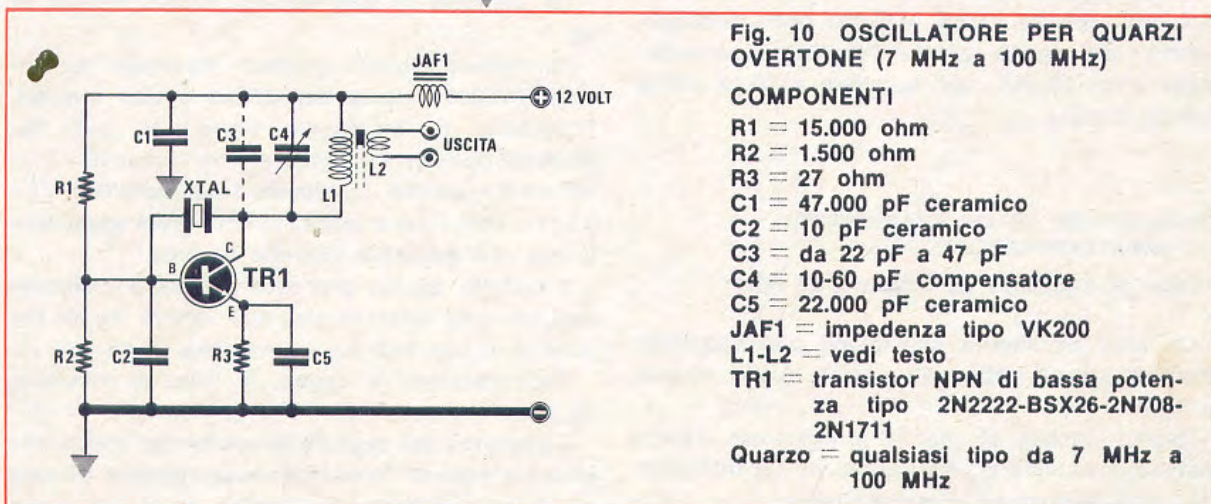 JAF1
12 VOLT
C1
C3
C4
USCITA
L2
R1
XTAL
L1
C
B
TR1
E
R2
C2
R3
C5
Fig. 10 OSCILLATORE PER QUARZI
OVERTONE (7 MHz a 100 MHz)
COMPONENTI
R1 = 15.000 ohm
R2 = 1.500 ohm
R3 = 27 ohm
C1 = 47.000 pF ceramico
C2 = 10 pF ceramico
C3 = da 22 pF a 47 pF
C4 = 10-60 pF compensatore
C5 = 22.000 pF ceramico
JAF1 = impedenza tipo VK200
L1-L2 = vedi testo
TR1 = transistor NPN di bassa poten-
za tipo 2N2222-BSX26-2N708-
2N1711
Quarzo = qualsiasi tipo da 7 MHz a
100 MHz